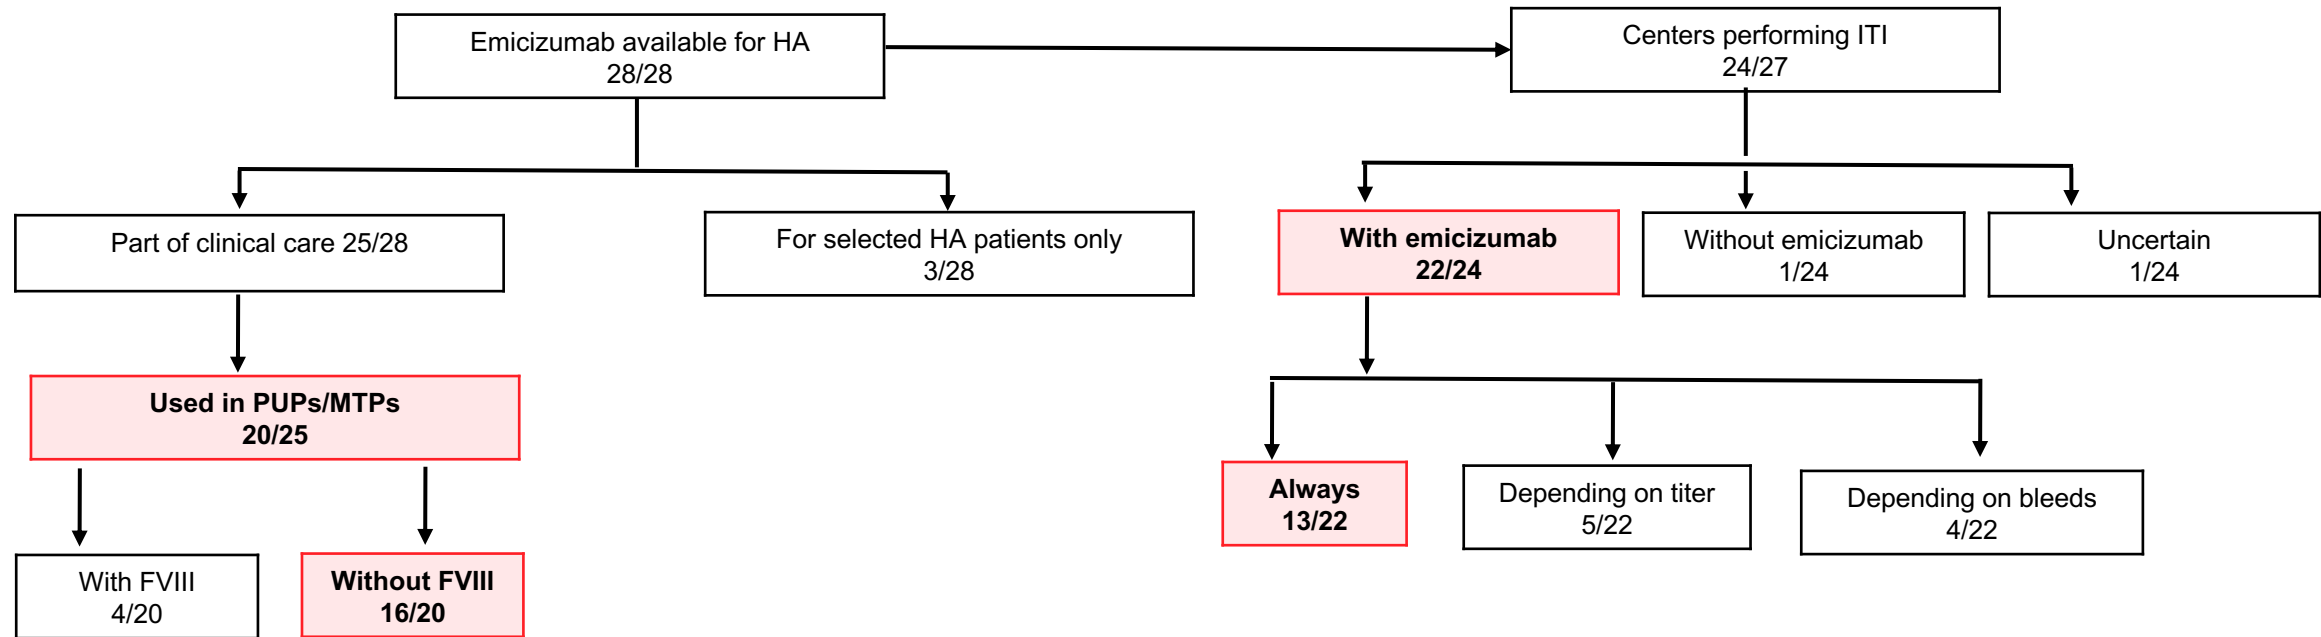 Emicizumab available for HA
28/28
Centers performing ITI
24/27
Part of clinical care 25/28
For selected HA patients only
3/28
With emicizumab
22/24
Without emicizumab
1/24
Uncertain
1/24
Used in PUPs/MTPs
20/25
Always
13/22
Depending on titer
5/22
Depending on bleeds
4/22
With FVIII
4/20
Without FVIII
16/20